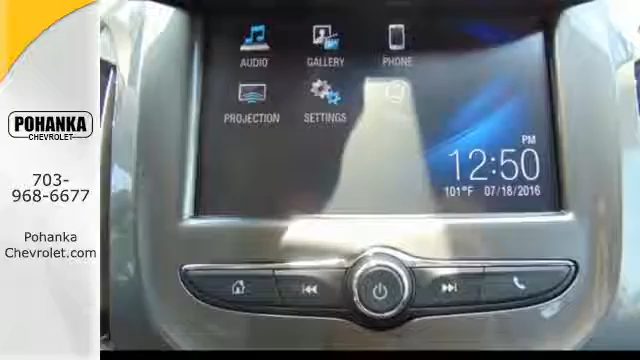 POHANKA
CHEVROLET
703-
968-6677
Pohanka
Chevrolet.com
AUDIO
GALLERY
PHONE
PROJECTION
SETTINGS
PM
12:50
101°F 07/18/2016